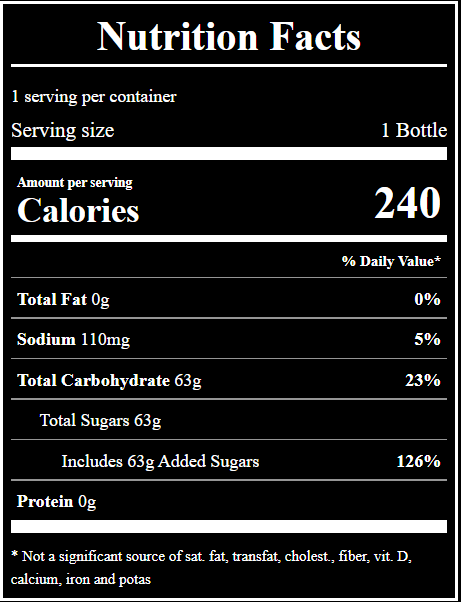 Nutrition Facts
1 serving per container
Serving size 1 Bottle
Amount per serving
Calories 240
% Daily Value*
Total Fat 0g 0%
Sodium 110mg 5%
Total Carbohydrate 63g 23%
Total Sugars 63g
Includes 63g Added Sugars 126%
Protein 0g
* Not a significant source of sat. fat, transfat, cholest., fiber, vit. D,
calcium, iron and potas